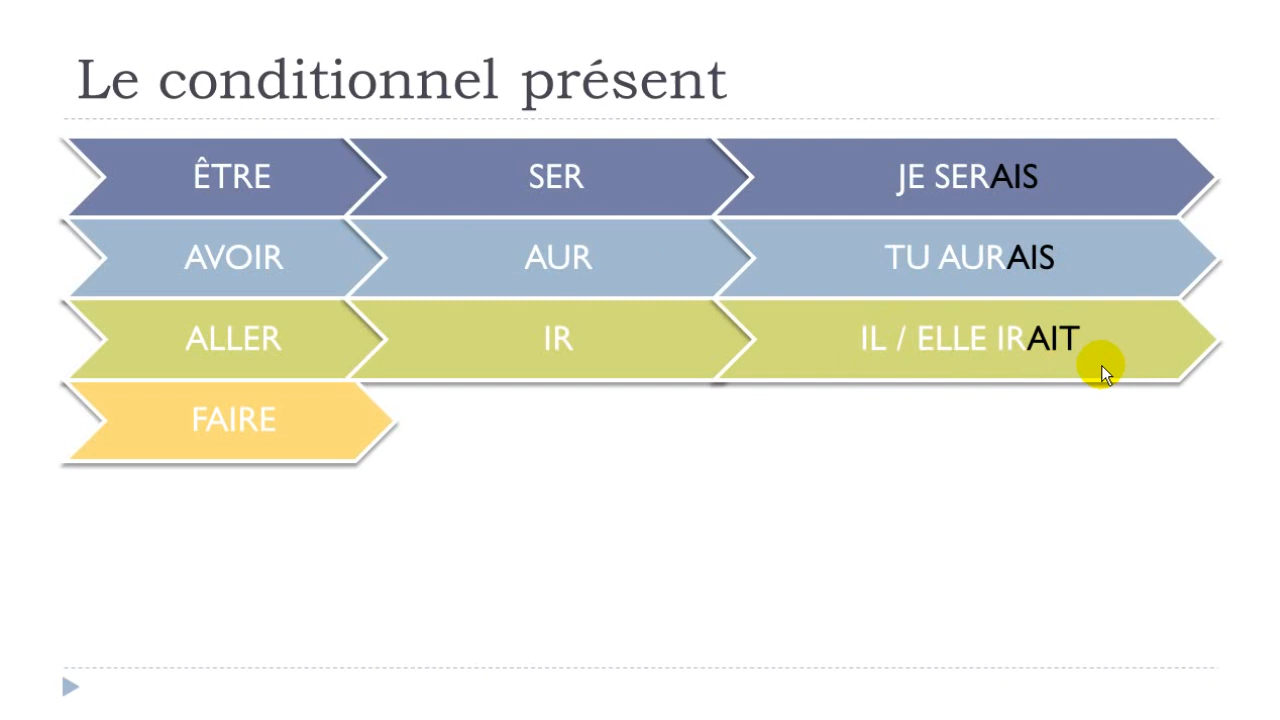 Le conditionnel présent
ÊTRE SER JE SERAIS
AVOIR AUR TU AURAIS
ALLER IR IL / ELLE IRAIT
FAIRE